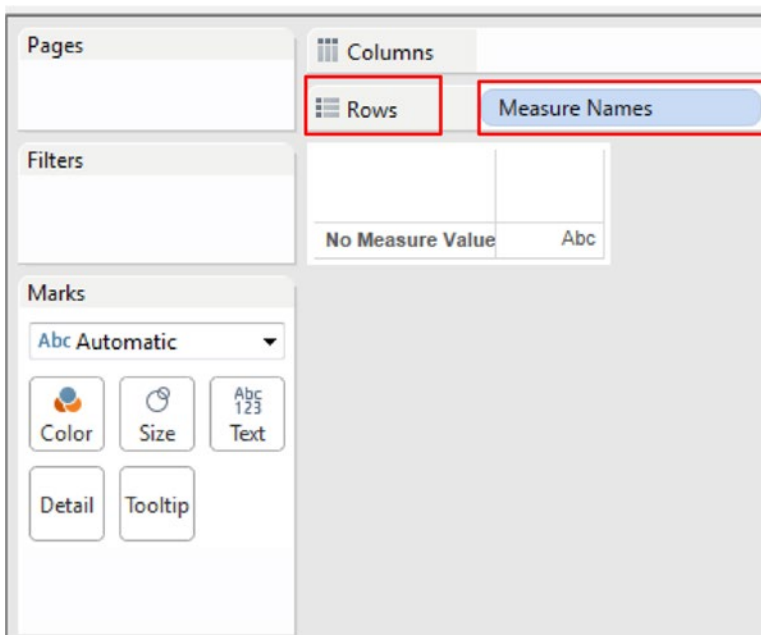 Pages
Columns
Rows
Measure Names
Filters
No Measure Value Abc
Marks
Abc Automatic
Color
Size
Abc
123
Text
Detail
Tooltip